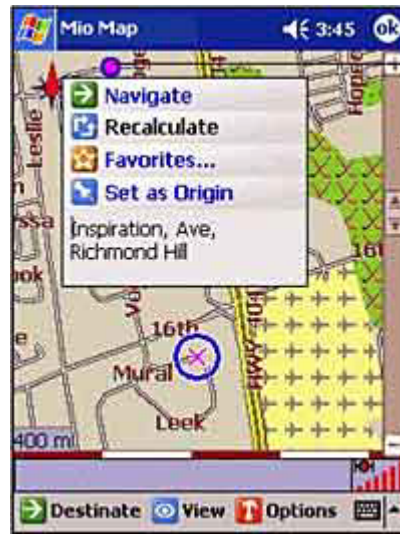 Mio Map
3:45
ok
Navigate
Recalculate
Favorites...
Set as Origin
Inspiration, Ave,
Richmond Hill
Leslie
16th
Mural
Leek
HWY 404
400 ml
Destinate
View
Options